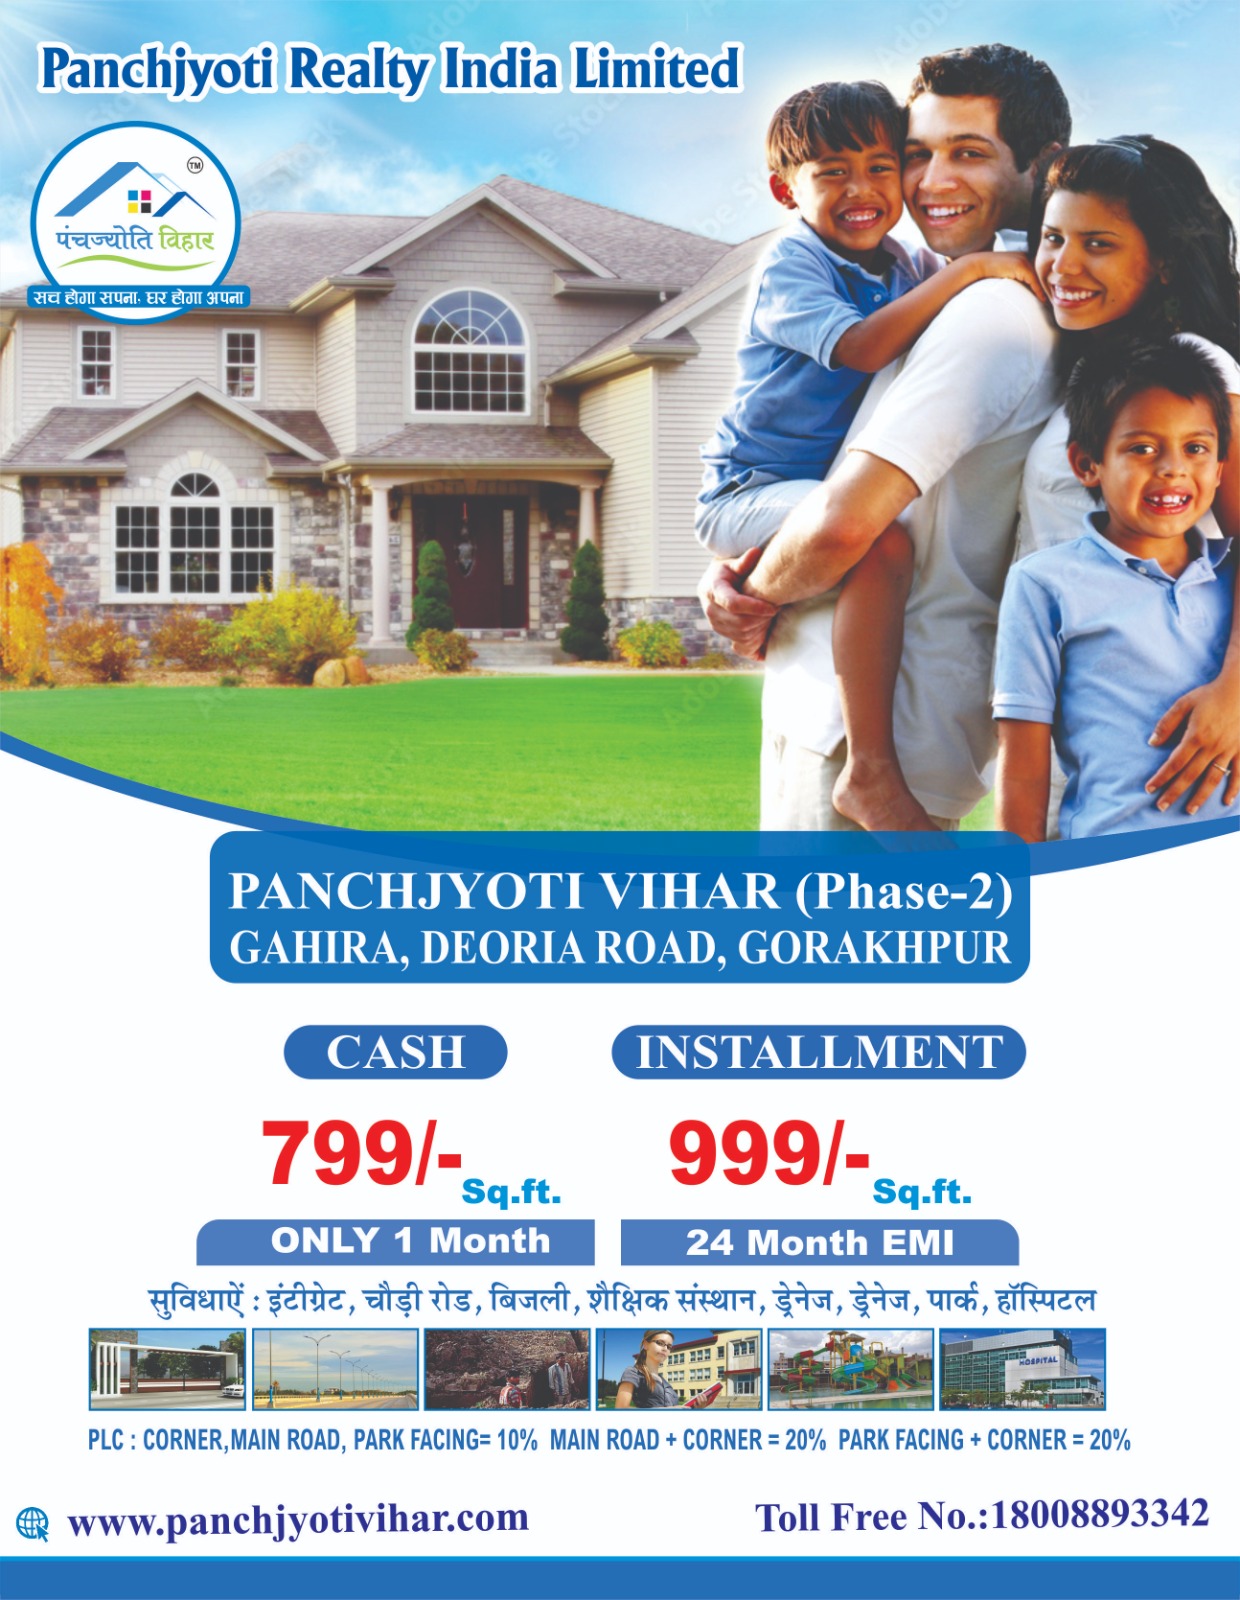 Panchjyoti Realty India Limited
TM
पंचज्योति विहार
सच होगा सपना, घर होगा अपना
PANCHJYOTI VIHAR (Phase-2)
GAHIRA, DEORIA ROAD, GORAKHPUR
CASH
INSTALLMENT
799/- Sq.ft.
999/- Sq.ft.
ONLY 1 Month
24 Month EMI
सुविधाऐं : इंटीग्रेट, चौड़ी रोड, बिजली, शैक्षिक संस्थान, ड्रेनेज, ड्रेनेज, पार्क, हॉस्पिटल
HOSPITAL
PLC : CORNER,MAIN ROAD, PARK FACING= 10% MAIN ROAD + CORNER = 20% PARK FACING + CORNER = 20%
www.panchjyotivihar.com
Toll Free No.:18008893342